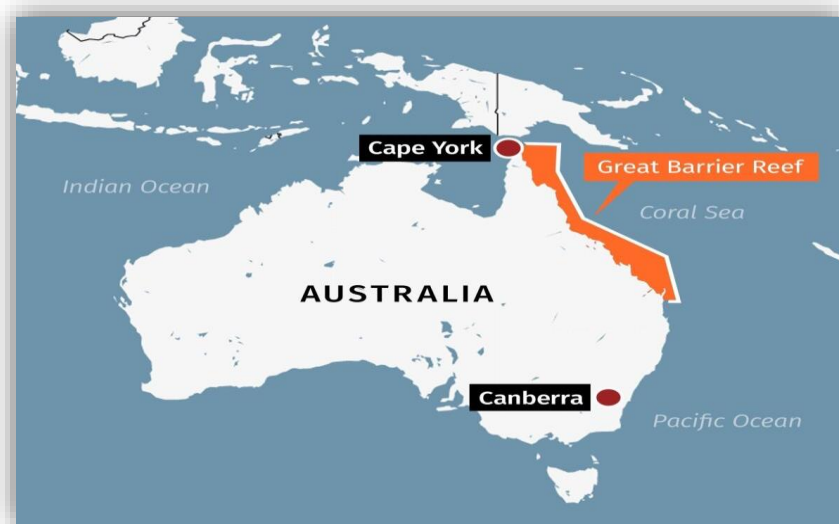 Cape York
Great Barrier Reef
Indian Ocean
Coral Sea
AUSTRALIA
Canberra
Pacific Ocean